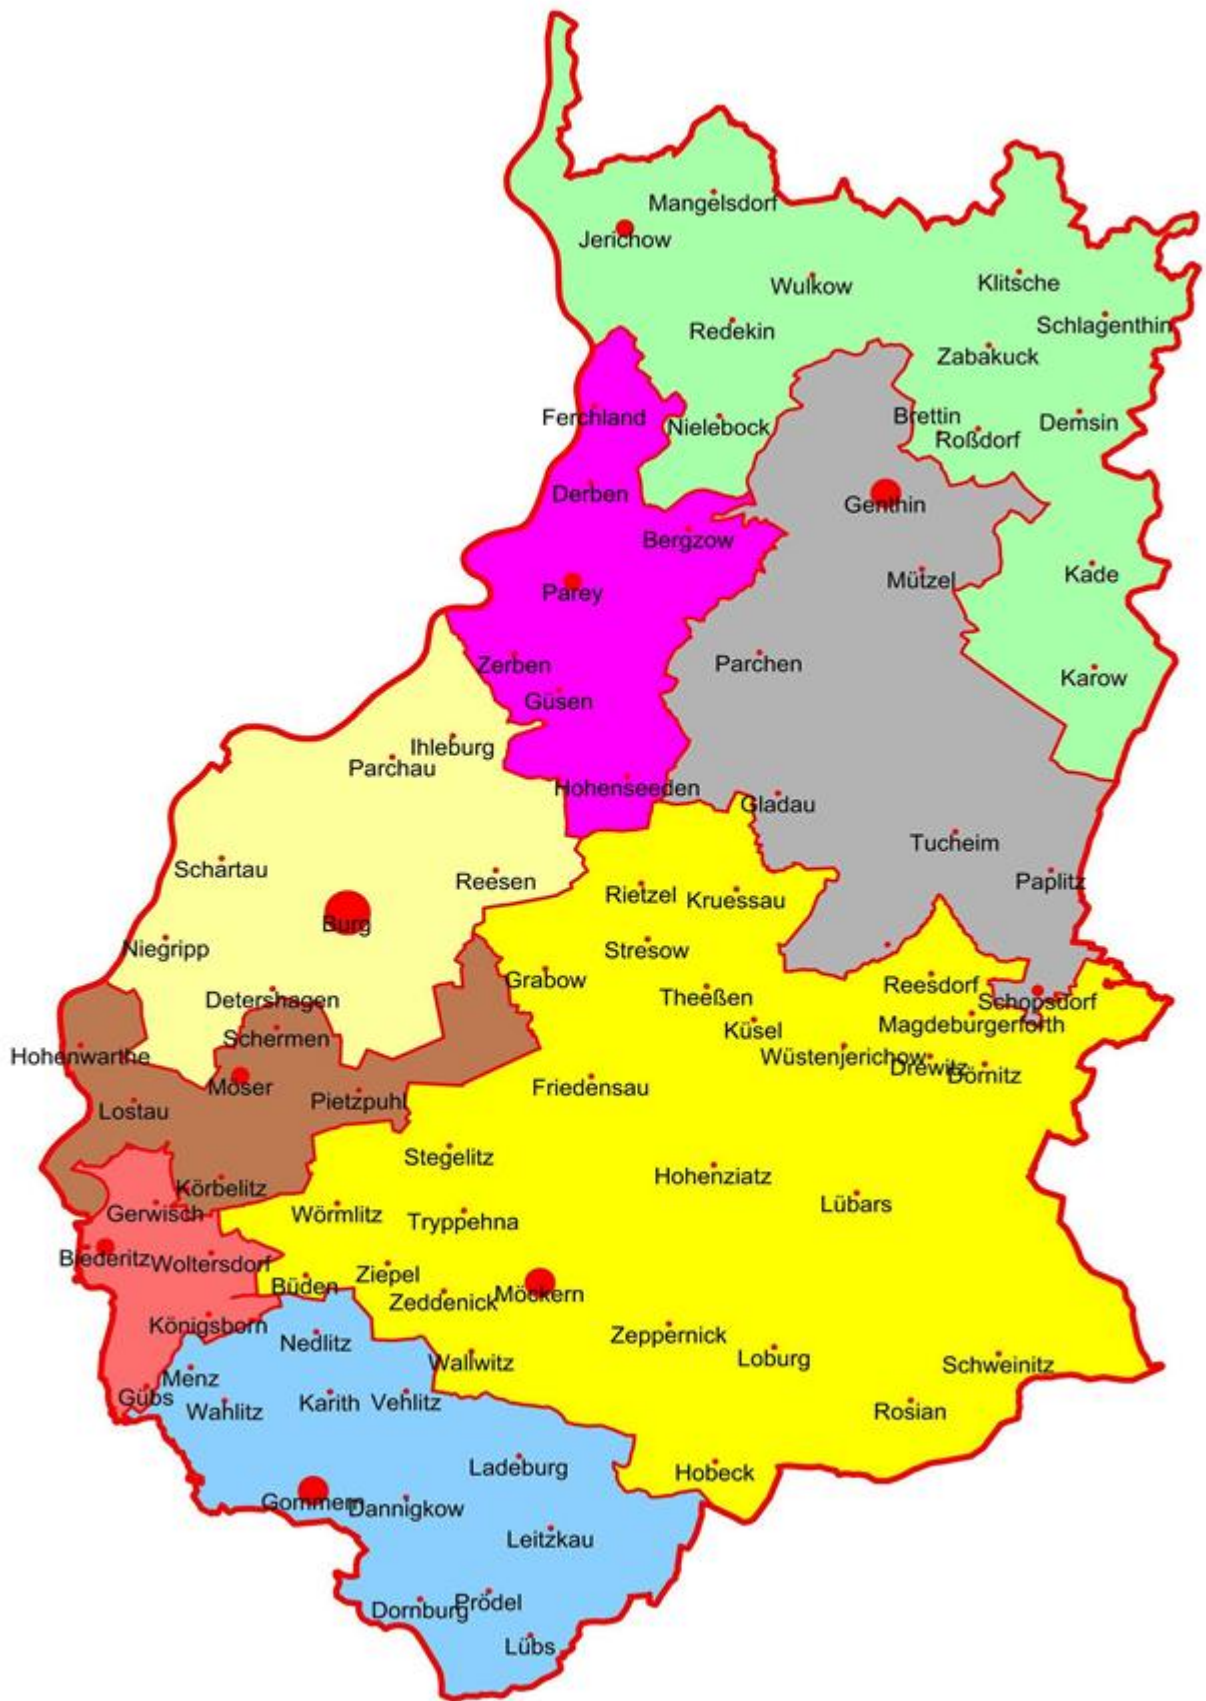 Mangelsdorf
Jerichow
Wulkow
Klitsche
Redekin
Schlagenthin
Zabakuck
Ferchland
Nielebock
Brettin
Roßdorf
Demsin
Derben
Genthin
Bergzow
Mützel
Kade
Parey
Zerben
Parchen
Karow
Güsen
Ihleburg
Parchau
Hohenseeden
Gladau
Tucheim
Schartau
Reesen
Rietzel
Kruessau
Paplitz
Burg
Niegripp
Stresow
Grabow
Detershagen
Theeßen
Reesdorf
Schopsdorf
Schermen
Küsel
Magdeburgerforth
Hohenwarthe
Wüstenjerichow
Drewitz
Dörnitz
Möser
Pietzpuhl
Friedensau
Lostau
Stegelitz
Hohenziatz
Körbelitz
Gerwisch
Wörmlitz
Tryppehna
Lübars
Biederitz
Woltersdorf
Büden
Ziepel
Zeddenick
Möckern
Königsborn
Nedlitz
Zeppernick
Wallwitz
Loburg
Schweinitz
Menz
Gübs
Wahlitz
Karith
Vehlitz
Rosian
Ladeburg
Hobeck
Gommern
Dannigkow
Leitzkau
Dornburg
Prödel
Lübs